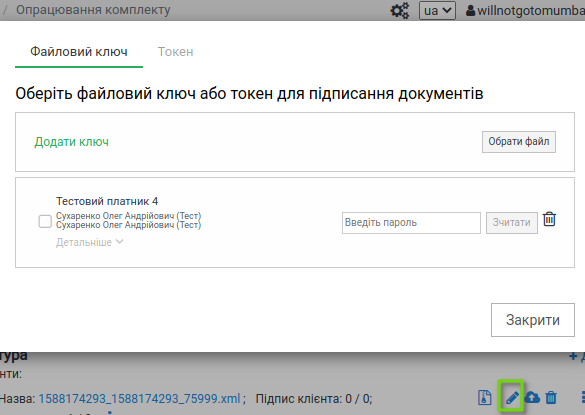 / Опрацювання комплекту
ua
willnotgotomumba
Файловий ключ
Токен
Оберіть файловий ключ або токен для підписання документів
Додати ключ
Обрати файл
Тестовий платник 4
Сухаренко Олег Андрійович (Тест)
Сухаренко Олег Андрійович (Тест)
Детальніше
Введіть пароль
Зчитати
Закрити
тура
нти:
Назва: 1588174293_1588174293_75999.xml ; Підпис клієнта: 0 / 0;